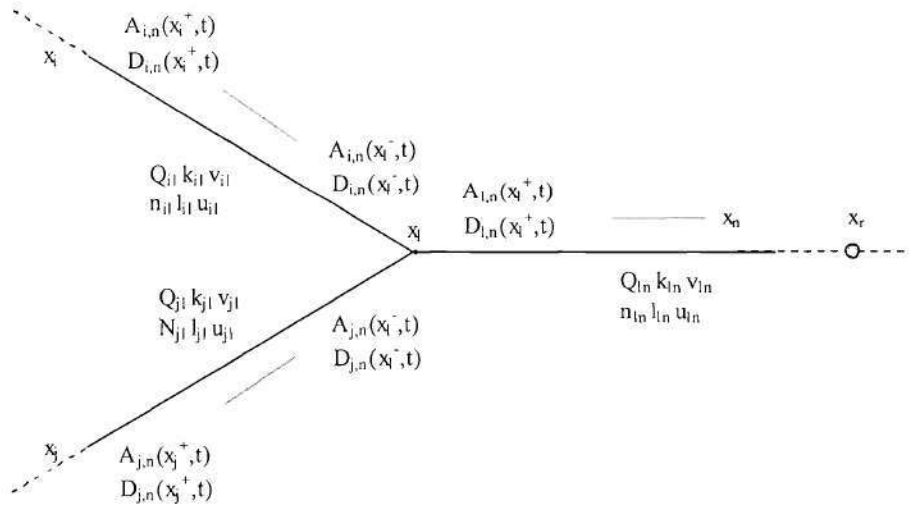 A_{i,n}(x_i^+,t)
x_i
D_{i,n}(x_i^+,t)
A_{i,n}(x_l^-,t)
Q_{il} k_{il} v_{il}
D_{i,n}(x_l^-,t)
n_{il} l_{il} u_{il}
A_{l,n}(x_l^+,t)
x_l
x_n
x_r
D_{l,n}(x_l^+,t)
Q_{ln} k_{ln} v_{ln}
Q_{jl} k_{jl} v_{jl}
n_{ln} l_{ln} u_{ln}
N_{jl} l_{jl} u_{jl}
A_{j,n}(x_l^-,t)
D_{j,n}(x_l^-,t)
x_j
A_{j,n}(x_j^+,t)
D_{j,n}(x_j^+,t)